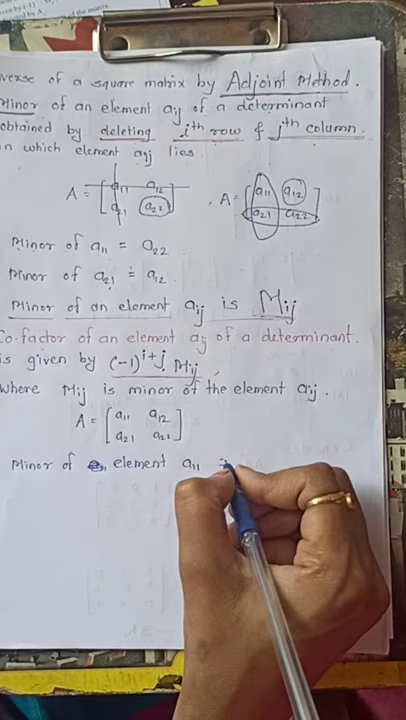 verse of a square matrix by Adjoint Method.
Minor of an element aij of a determinant
obtained by deleting ith row & jth column
in which element aij lies.
A = [ a11 a12 , A = [ a11 a12
a21 a22 ] a21 a22 ]
Minor of a11 = a22
Minor of a21 = a12
Minor of an element aij is Mij
Co-factor of an element aij of a determinant.
is given by (-1)^i+j. Mij,
Where Mij is minor of the element aij.
A = [ a11 a12
a21 a22 ]
Minor of element a11